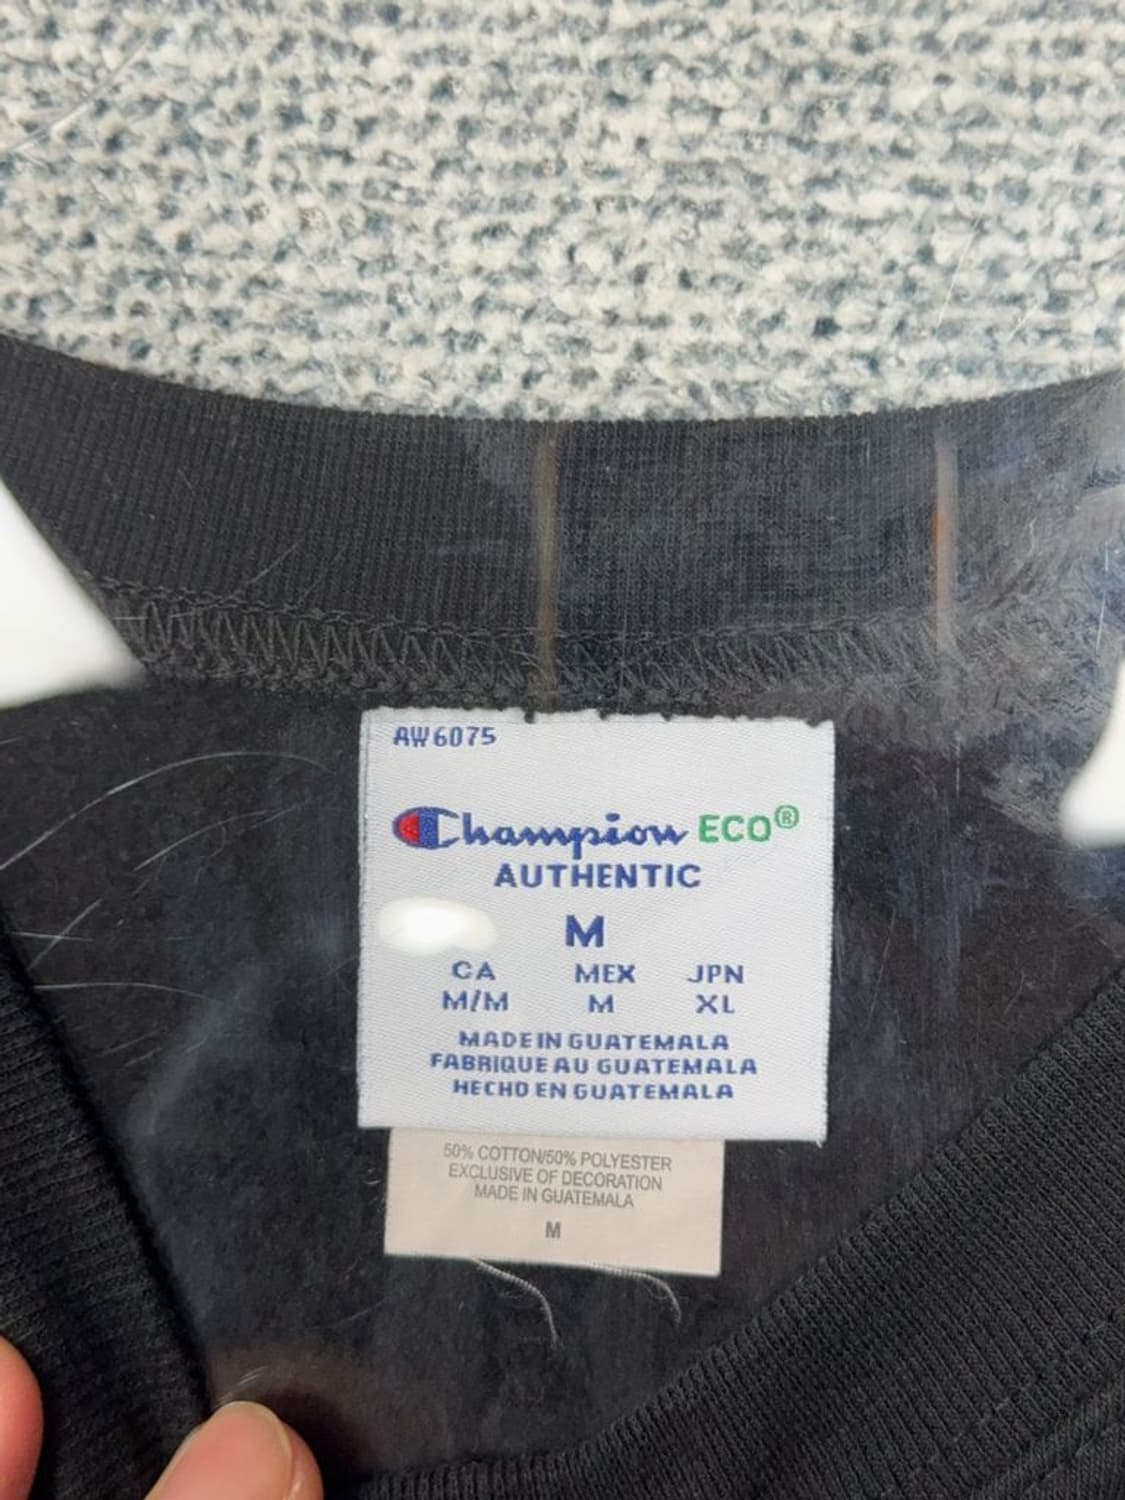 AW6075
Champion ECO®
AUTHENTIC
M
CA MEX JPN
M/M M XL
MADE IN GUATEMALA
FABRIQUE AU GUATEMALA
HECHO EN GUATEMALA
50% COTTON/50% POLYESTER
EXCLUSIVE OF DECORATION
MADE IN GUATEMALA
M